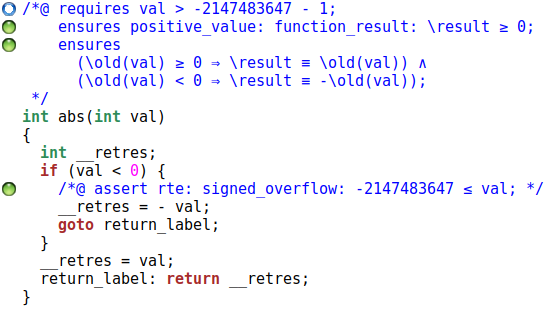 /*@ requires val > -2147483647 - 1;
    ensures positive_value: function_result: \result ≥ 0;
    ensures
      (\old(val) ≥ 0 ⇒ \result ≡ \old(val)) ∧
      (\old(val) < 0 ⇒ \result ≡ -\old(val));
 */
int abs(int val)
{
  int __retres;
  if (val < 0) {
    /*@ assert rte: signed_overflow: -2147483647 ≤ val; */
    __retres = - val;
    goto return_label;
  }
  __retres = val;
  return_label: return __retres;
}